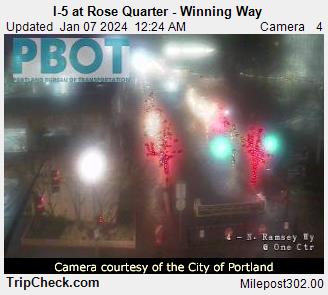 I-5 at Rose Quarter - Winning Way
Updated Jan 07 2024 12:24 AM Camera 4
PBOT
PORTLAND BUREAU OF TRANSPORTATION
4 - N. Ramsey Wy
@ One Ctr
Camera courtesy of the City of Portland
TripCheck.com Milepost302.00